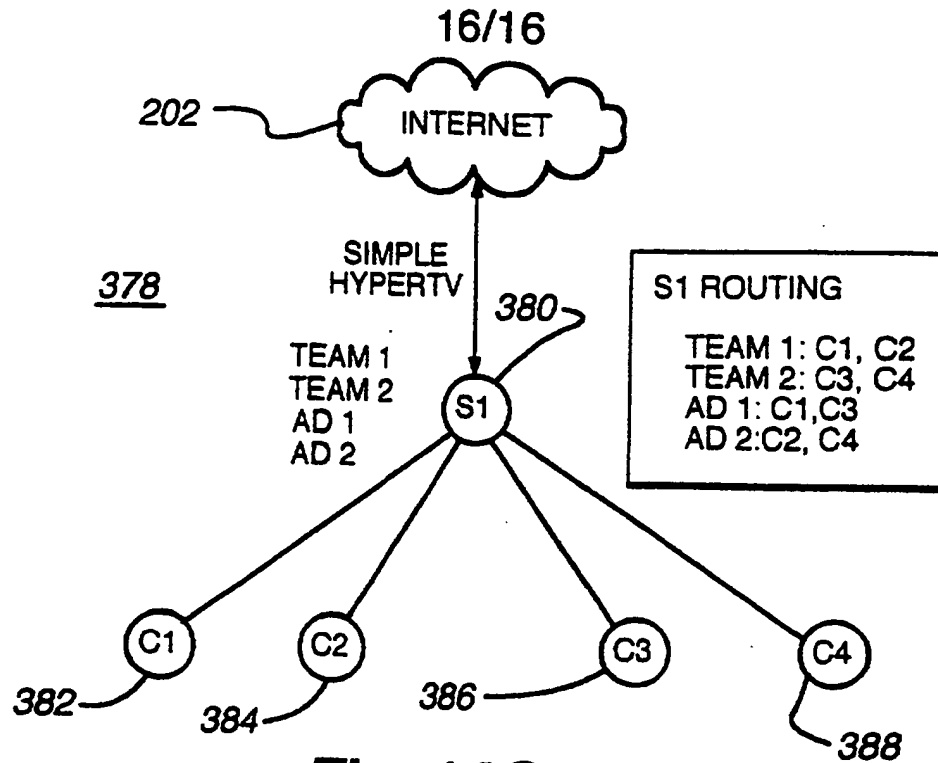 16/16
INTERNET
202
SIMPLE
HYPERTV
378
380
S1 ROUTING
TEAM 1: C1, C2
TEAM 2: C3, C4
AD 1: C1,C3
AD 2:C2, C4
TEAM 1
TEAM 2
AD 1
AD 2
S1
C1
C2
C3
C4
382
384
386
388